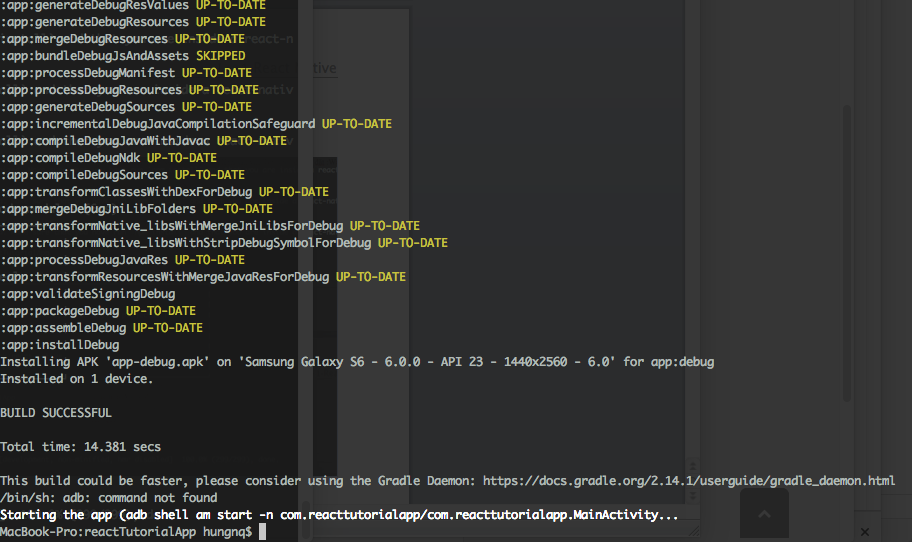 :app:generateDebugResValues UP-TO-DATE
:app:generateDebugResources UP-TO-DATE
:app:mergeDebugResources UP-TO-DATE
:app:bundleDebugJsAndAssets SKIPPED
:app:processDebugManifest UP-TO-DATE
:app:processDebugResources UP-TO-DATE
:app:generateDebugSources UP-TO-DATE
:app:incrementalDebugJavaCompilationSafeguard UP-TO-DATE
:app:compileDebugJavaWithJavac UP-TO-DATE
:app:compileDebugNdk UP-TO-DATE
:app:compileDebugSources UP-TO-DATE
:app:transformClassesWithDexForDebug UP-TO-DATE
:app:mergeDebugJniLibFolders UP-TO-DATE
:app:transformNative_libsWithMergeJniLibsForDebug UP-TO-DATE
:app:transformNative_libsWithStripDebugSymbolForDebug UP-TO-DATE
:app:processDebugJavaRes UP-TO-DATE
:app:transformResourcesWithMergeJavaResForDebug UP-TO-DATE
:app:validateSigningDebug
:app:packageDebug UP-TO-DATE
:app:assembleDebug UP-TO-DATE
:app:installDebug
Installing APK 'app-debug.apk' on 'Samsung Galaxy S6 - 6.0.0 - API 23 - 1440x2560 - 6.0' for app:debug
Installed on 1 device.
BUILD SUCCESSFUL
Total time: 14.381 secs
This build could be faster, please consider using the Gradle Daemon: https://docs.gradle.org/2.14.1/userguide/gradle_daemon.html
/bin/sh: adb: command not found
Starting the app (adb shell am start -n com.reacttutorialapp/com.reacttutorialapp.MainActivity...
MacBook-Pro:reactTutorialApp hungnq$